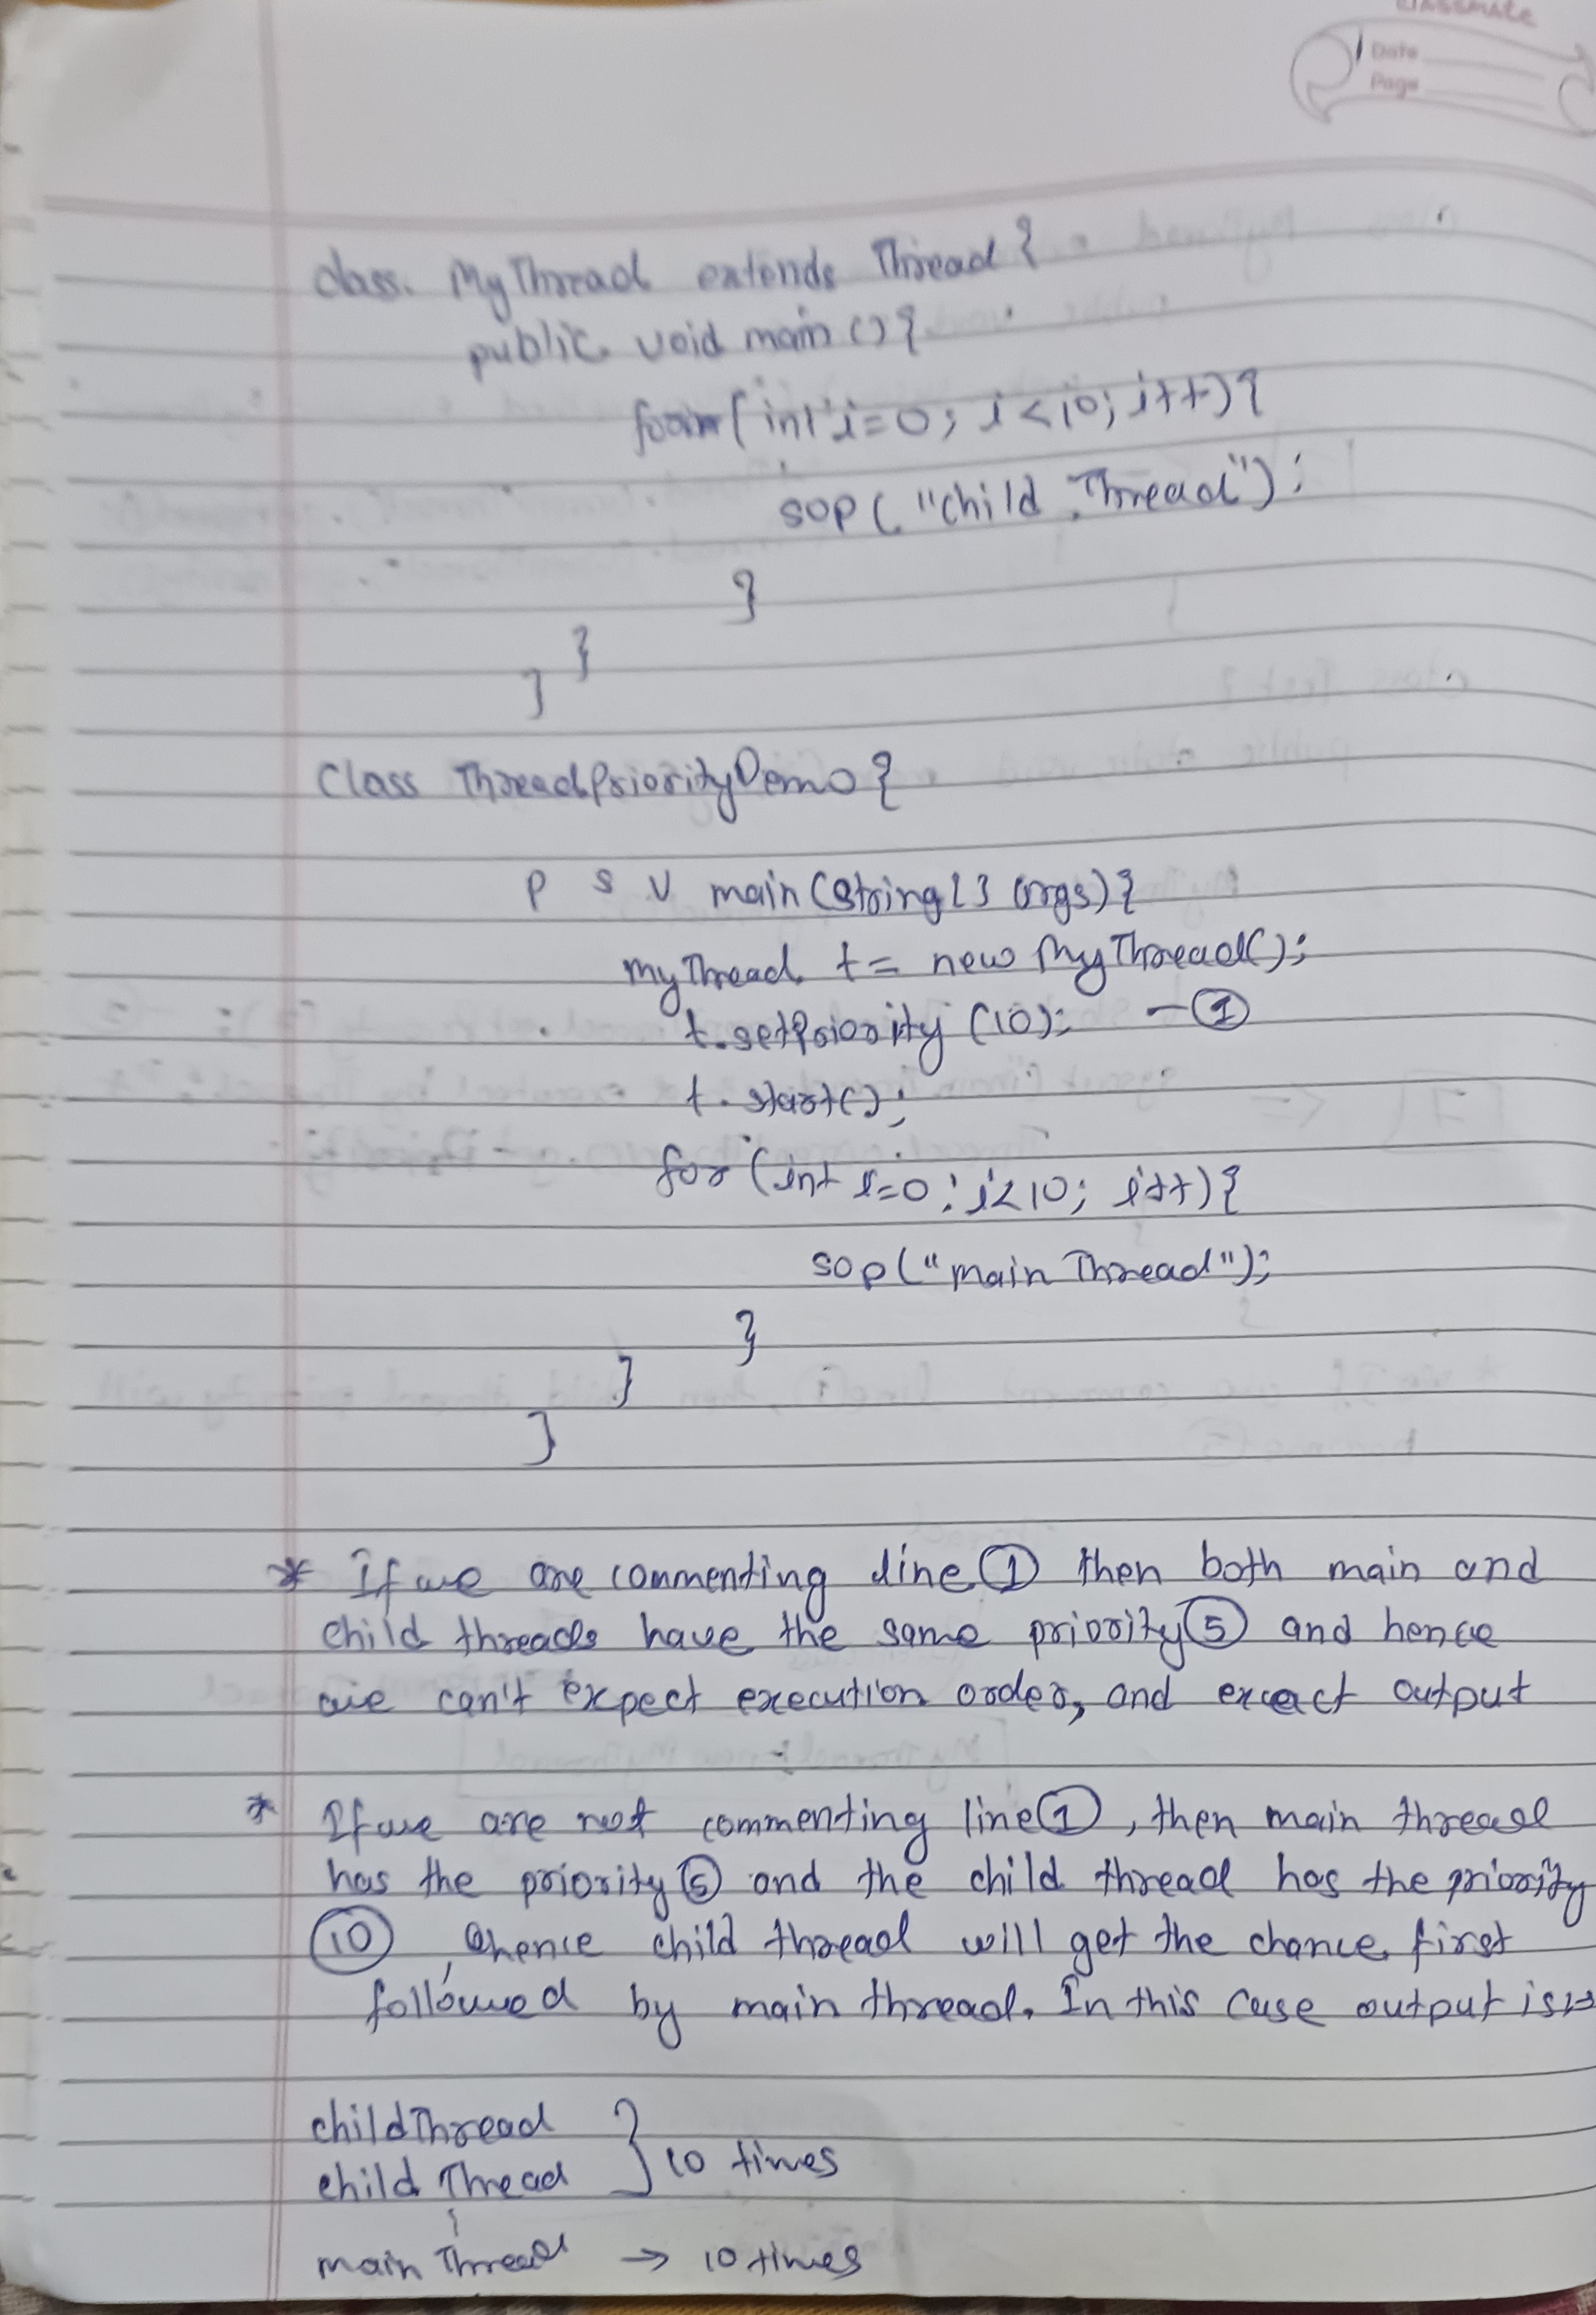 classmate
Date
Page
class MyThread extends Thread {
public void main () {
for(int i=0; i<10; i++) {
sop ("child Thread");
}
}
}
Class ThreadPriorityDemo {
P S V main (String [] args) {
MyThread t = new MyThread();
t.setPriority (10); - ①
t. start();
for (int i=0; i<10; i++) {
sop ("main Thread");
}
}
}
* If we are commenting line ① then both main and
child threads have the same priority ⑤ and hence
we can't expect execution order, and exact output
* If we are not commenting line ①, then main thread
has the priority ⑤ and the child thread has the priority
⑩, hence child thread will get the chance first
followed by main thread. In this case output is ⇒
childThread
child Thread } 10 times
main Thread → 10 times